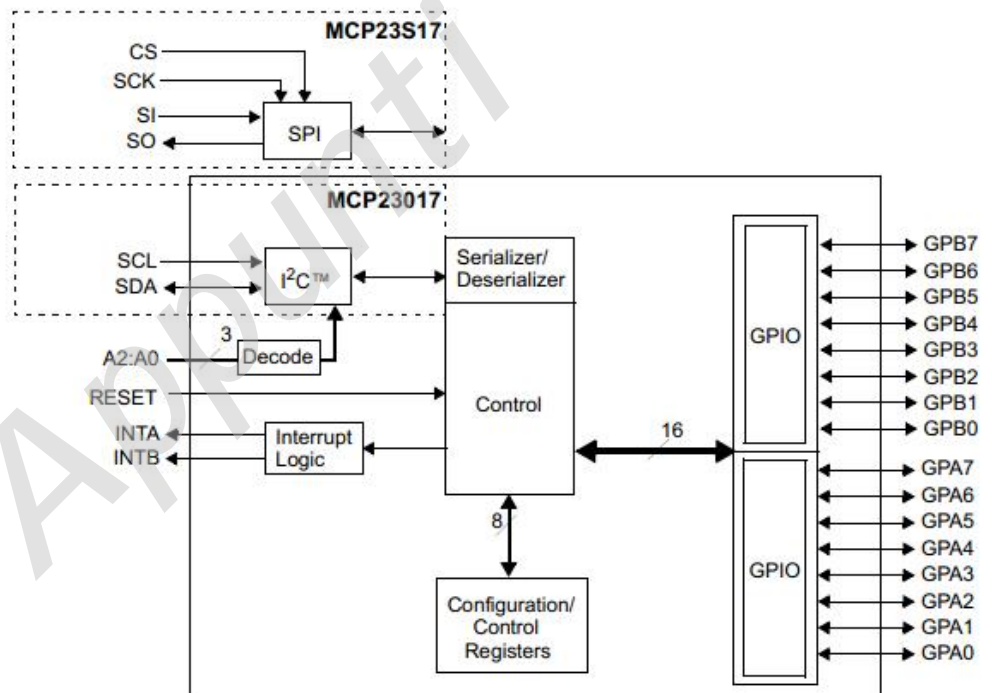 MCP23S17
CS
SCK
SI
SO
SPI
MCP23017
SCL
SDA
I²C™
Serializer/
Deserializer
A2:A0
3
Decode
RESET
Control
INTA
INTB
Interrupt
Logic
16
8
Configuration/
Control
Registers
GPIO
GPB7
GPB6
GPB5
GPB4
GPB3
GPB2
GPB1
GPB0
GPIO
GPA7
GPA6
GPA5
GPA4
GPA3
GPA2
GPA1
GPA0
Appunti